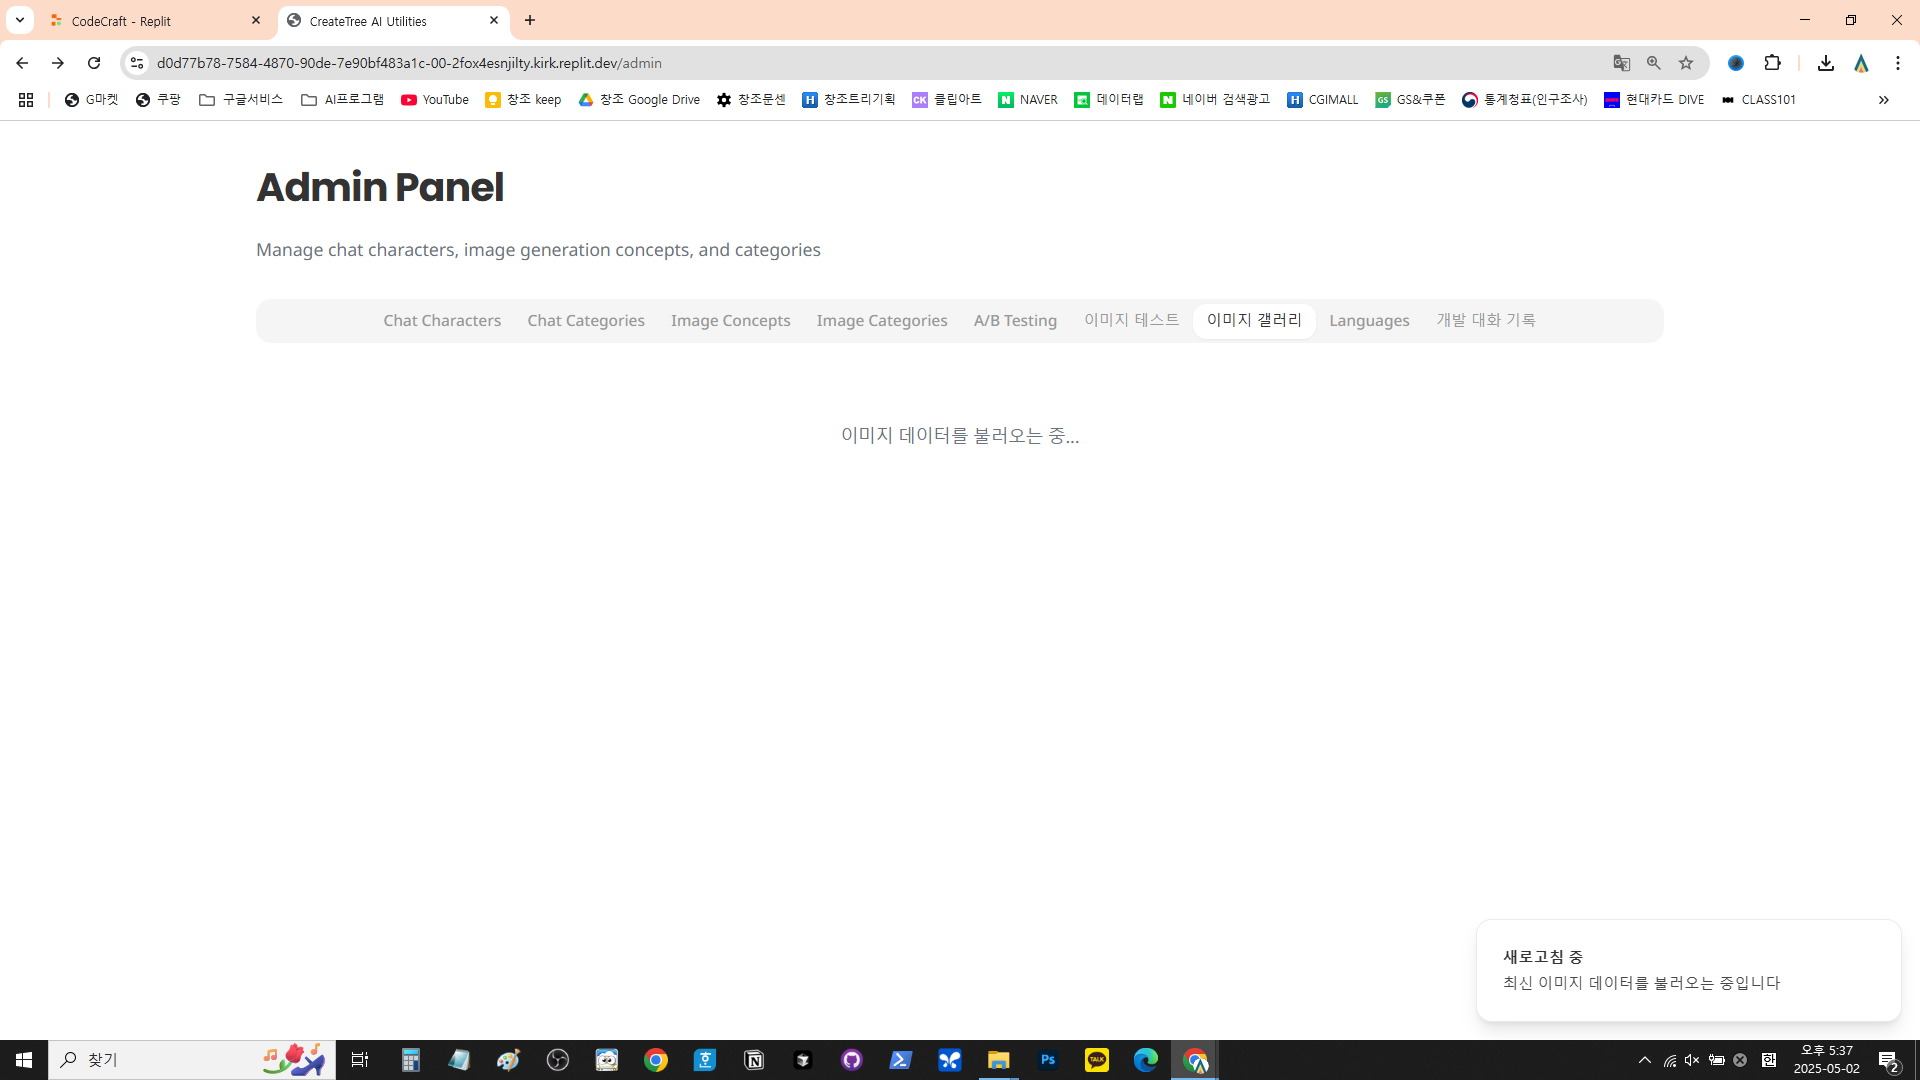 CodeCraft - Replit
CreateTree AI Utilities
d0d77b78-7584-4870-90de-7e90bf483a1c-00-2fox4esnjilty.kirk.replit.dev/admin
G마켓 쿠팡 구글서비스 AI프로그램 YouTube 창조 keep 창조 Google Drive 창조문센 창조트리기획 CK 클립아트 NAVER 데이터랩 네이버 검색광고 CGIMALL GS GS&쿠폰 통계청표(인구조사) 현대카드 DIVE CLASS101
Admin Panel
Manage chat characters, image generation concepts, and categories
Chat Characters Chat Categories Image Concepts Image Categories A/B Testing 이미지 테스트 이미지 갤러리 Languages 개발 대화 기록
이미지 데이터를 불러오는 중...
새로고침 중
최신 이미지 데이터를 불러오는 중입니다
찾기
Ps
TALK
한
오후 5:37
2025-05-02
2